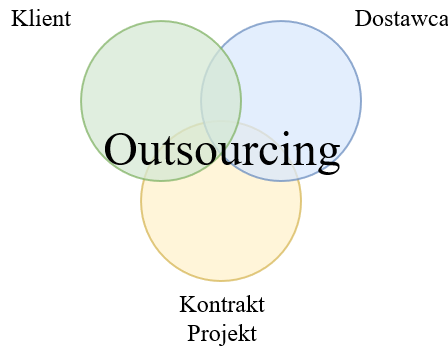 Klient
Dostawca
Outsourcing
Kontrakt
Projekt